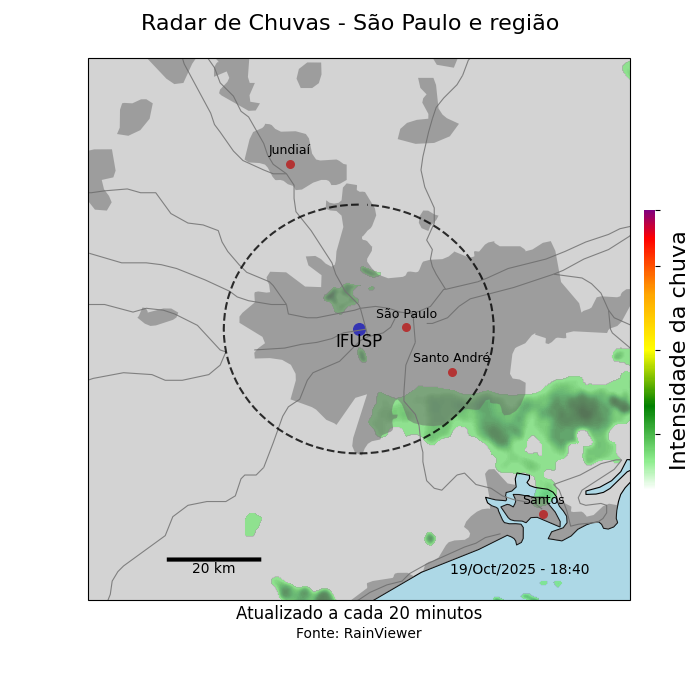 Radar de Chuvas - São Paulo e região
Jundiaí
São Paulo
IFUSP
Santo André
Santos
20 km
19/Oct/2025 - 18:40
Intensidade da chuva
Atualizado a cada 20 minutos
Fonte: RainViewer